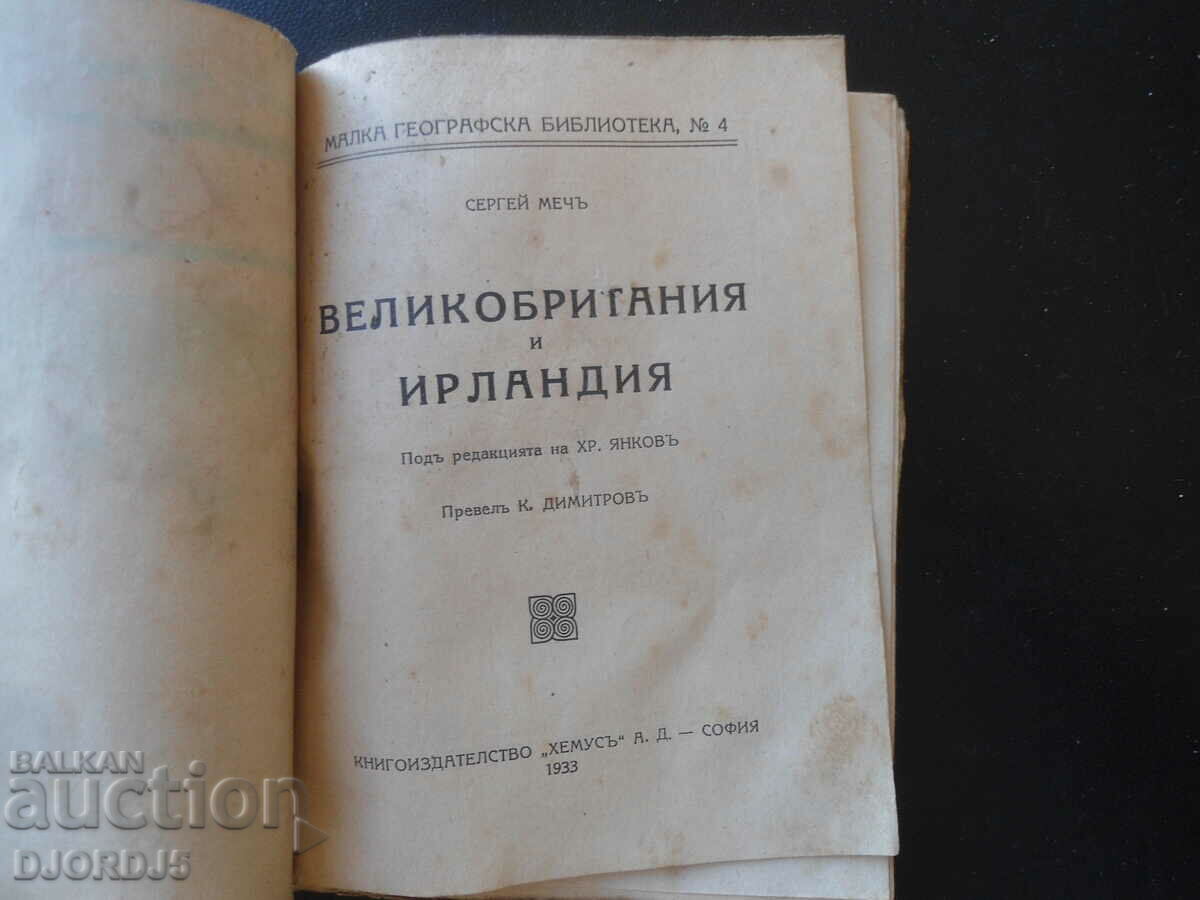 МАЛКА ГЕОГРАФСКА БИБЛИОТЕКА, № 4
СЕРГЕЙ МЕЧЪ
ВЕЛИКОБРИТАНИЯ
И
ИРЛАНДИЯ
Подъ редакцията на ХР. ЯНКОВЪ
Превелъ К. ДИМИТРОВЪ
КНИГОИЗДАТЕЛСТВО „ХЕМУСЪ“ А. Д. — СОФИЯ
1933
BALKAN
auction
DJORDJ5